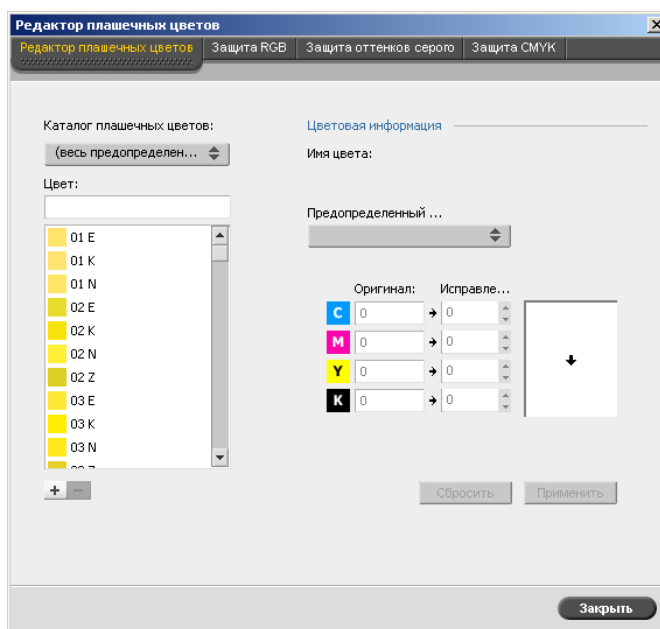 Редактор плашечных цветов
Редактор плашечных цветов Защита RGB Защита оттенков серого Защита CMYK
Каталог плашечных цветов:
(весь предопределен...
Цвет:
01 E
01 K
01 N
02 E
02 K
02 N
02 Z
03 E
03 K
03 N
Цветовая информация
Имя цвета:
Предопределенный ...
Оригинал: Исправле...
C 0 0
M 0 0
Y 0 0
K 0 0
Сбросить Применить
Закрыть